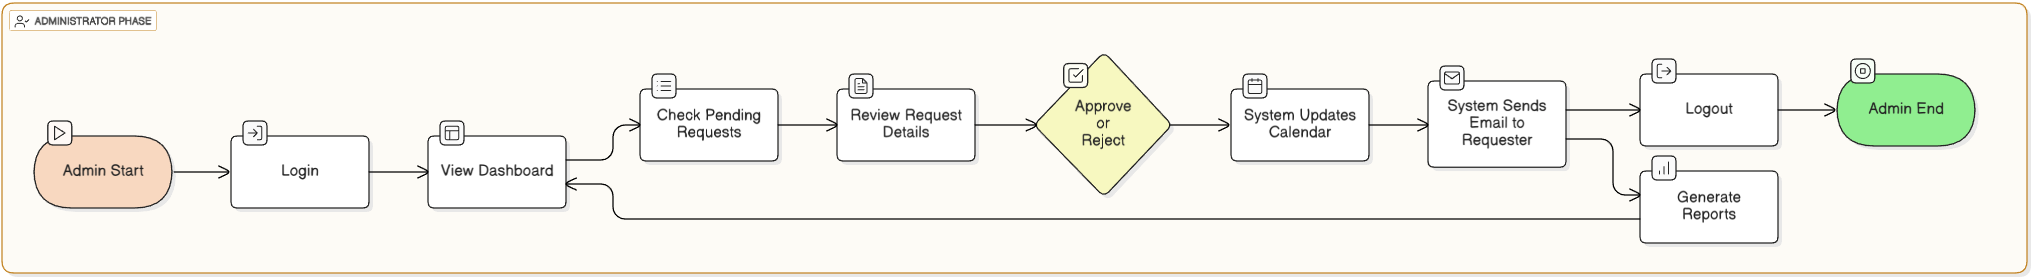 ADMINISTRATOR PHASE
Admin Start
Login
View Dashboard
Check Pending
Requests
Review Request
Details
Approve
or
Reject
System Updates
Calendar
System Sends
Email to
Requester
Logout
Admin End
Generate
Reports